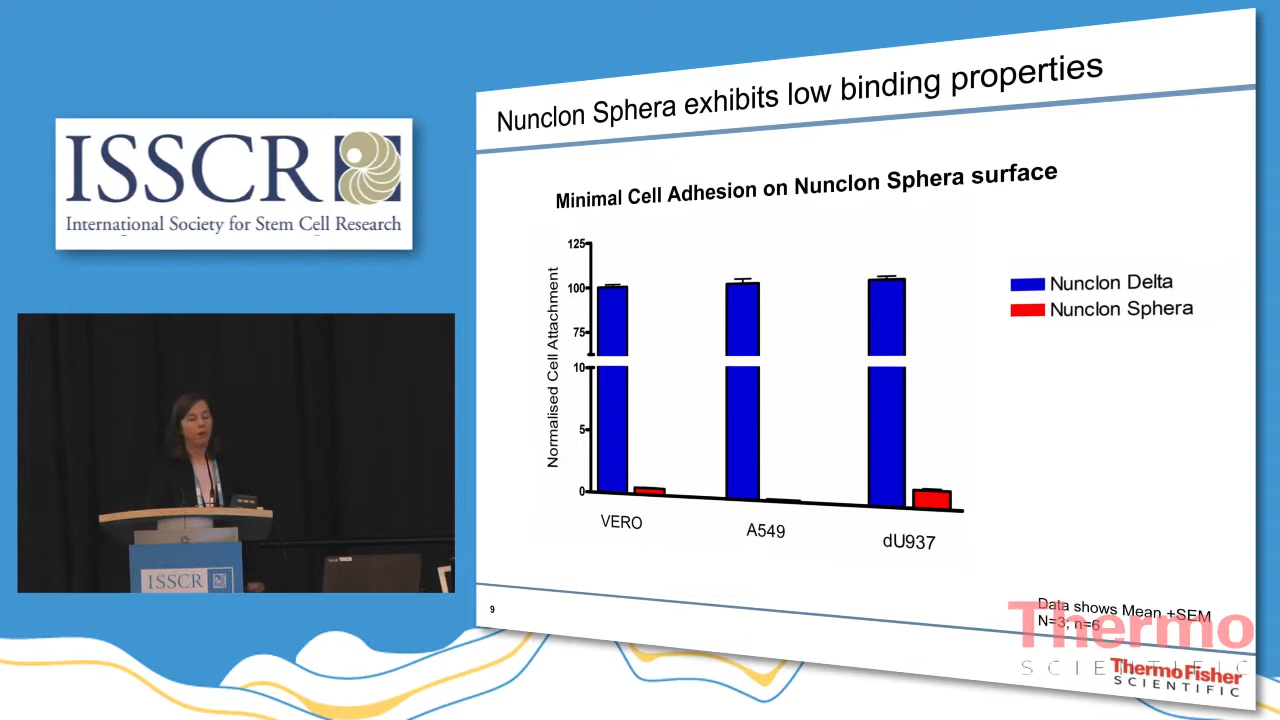 ISSCR
International Society for Stem Cell Research
ISSCR
Nunclon Sphera exhibits low binding properties
Minimal Cell Adhesion on Nunclon Sphera surface
Normalised Cell Attachment
125
100
75
10
5
0
VERO
A549
dU937
Nunclon Delta
Nunclon Sphera
9
Data shows Mean +SEM
N=3; n=6
Thermo
SCIENTIFIC
ThermoFisher
SCIENTIFIC